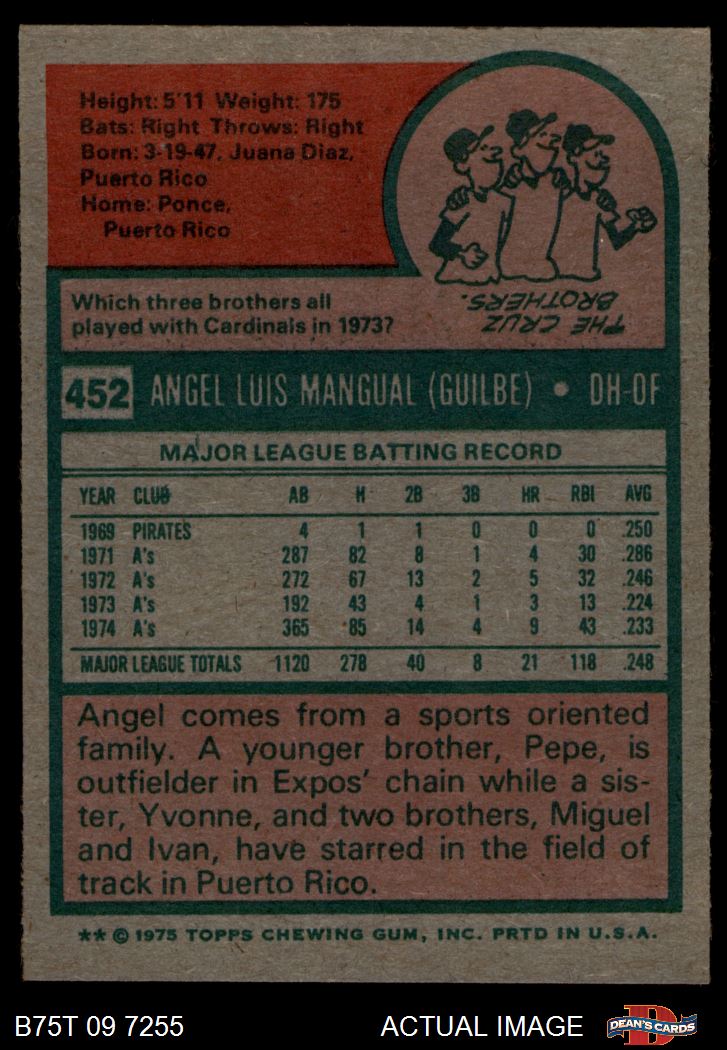 Height: 5'11 Weight: 175
Bats: Right Throws: Right
Born: 3-19-47, Juana Diaz,
Puerto Rico
Home: Ponce,
Puerto Rico
THE CRUZ
BROTHERS.
Which three brothers all
played with Cardinals in 1973?
452 ANGEL LUIS MANGUAL (GUILBE) • DH-OF
MAJOR LEAGUE BATTING RECORD
YEAR CLUB AB H 2B 3B HR RBI AVG
1969 PIRATES 4 1 1 0 0 0 .250
1971 A's 287 82 8 1 4 30 .286
1972 A's 272 67 13 2 5 32 .246
1973 A's 192 43 4 1 3 13 .224
1974 A's 365 85 14 4 9 43 .233
MAJOR LEAGUE TOTALS 1120 278 40 8 21 118 .248
Angel comes from a sports oriented
family. A younger brother, Pepe, is
outfielder in Expos' chain while a sis-
ter, Yvonne, and two brothers, Miguel
and Ivan, have starred in the field of
track in Puerto Rico.
** © 1975 TOPPS CHEWING GUM, INC. PRTD IN U.S.A.
B75T 09 7255 ACTUAL IMAGE DEAN'S CARDS